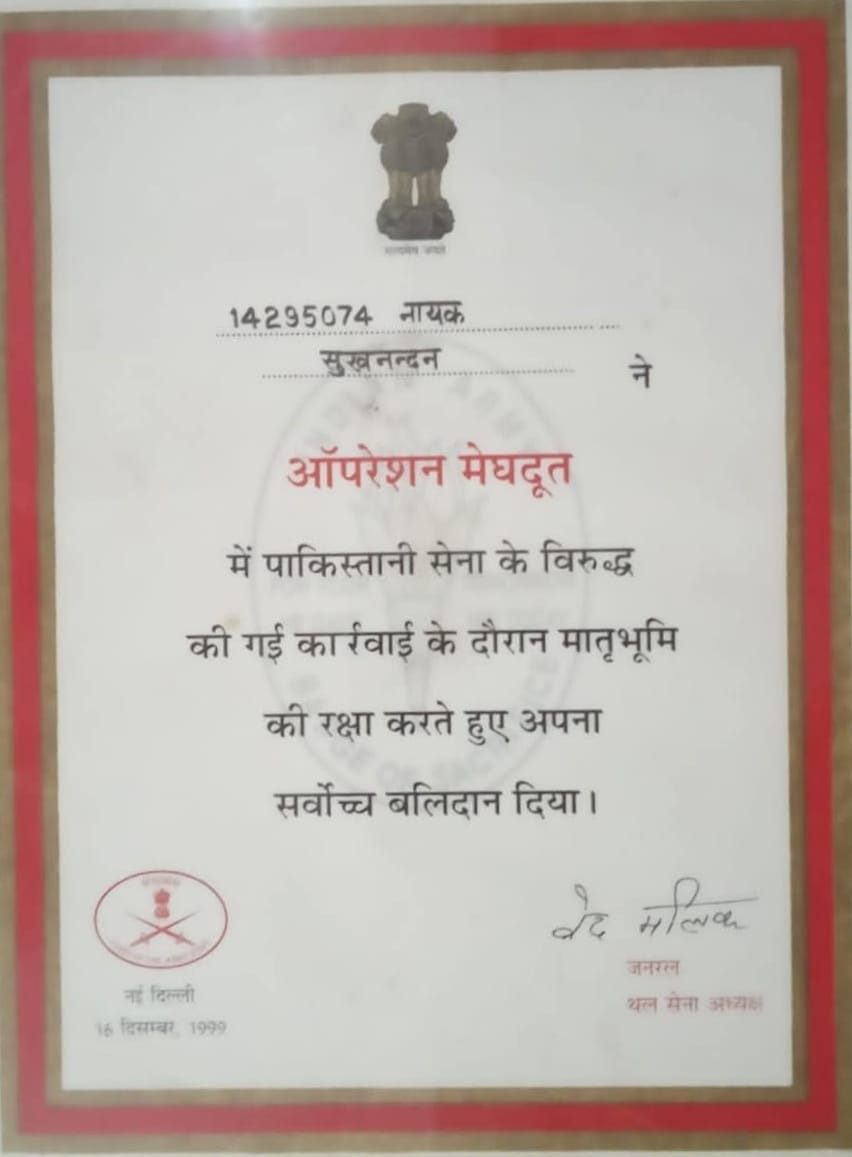 सत्यमेव जयते
14295074 नायक
सुखनन्दन ने
ऑपरेशन मेघदूत
में पाकिस्तानी सेना के विरुद्ध
की गई कार्रवाई के दौरान मातृभूमि
की रक्षा करते हुए अपना
सर्वोच्च बलिदान दिया।
वेद मलिक
जनरल
थल सेना अध्यक्ष
नई दिल्ली
16 दिसम्बर, 1999